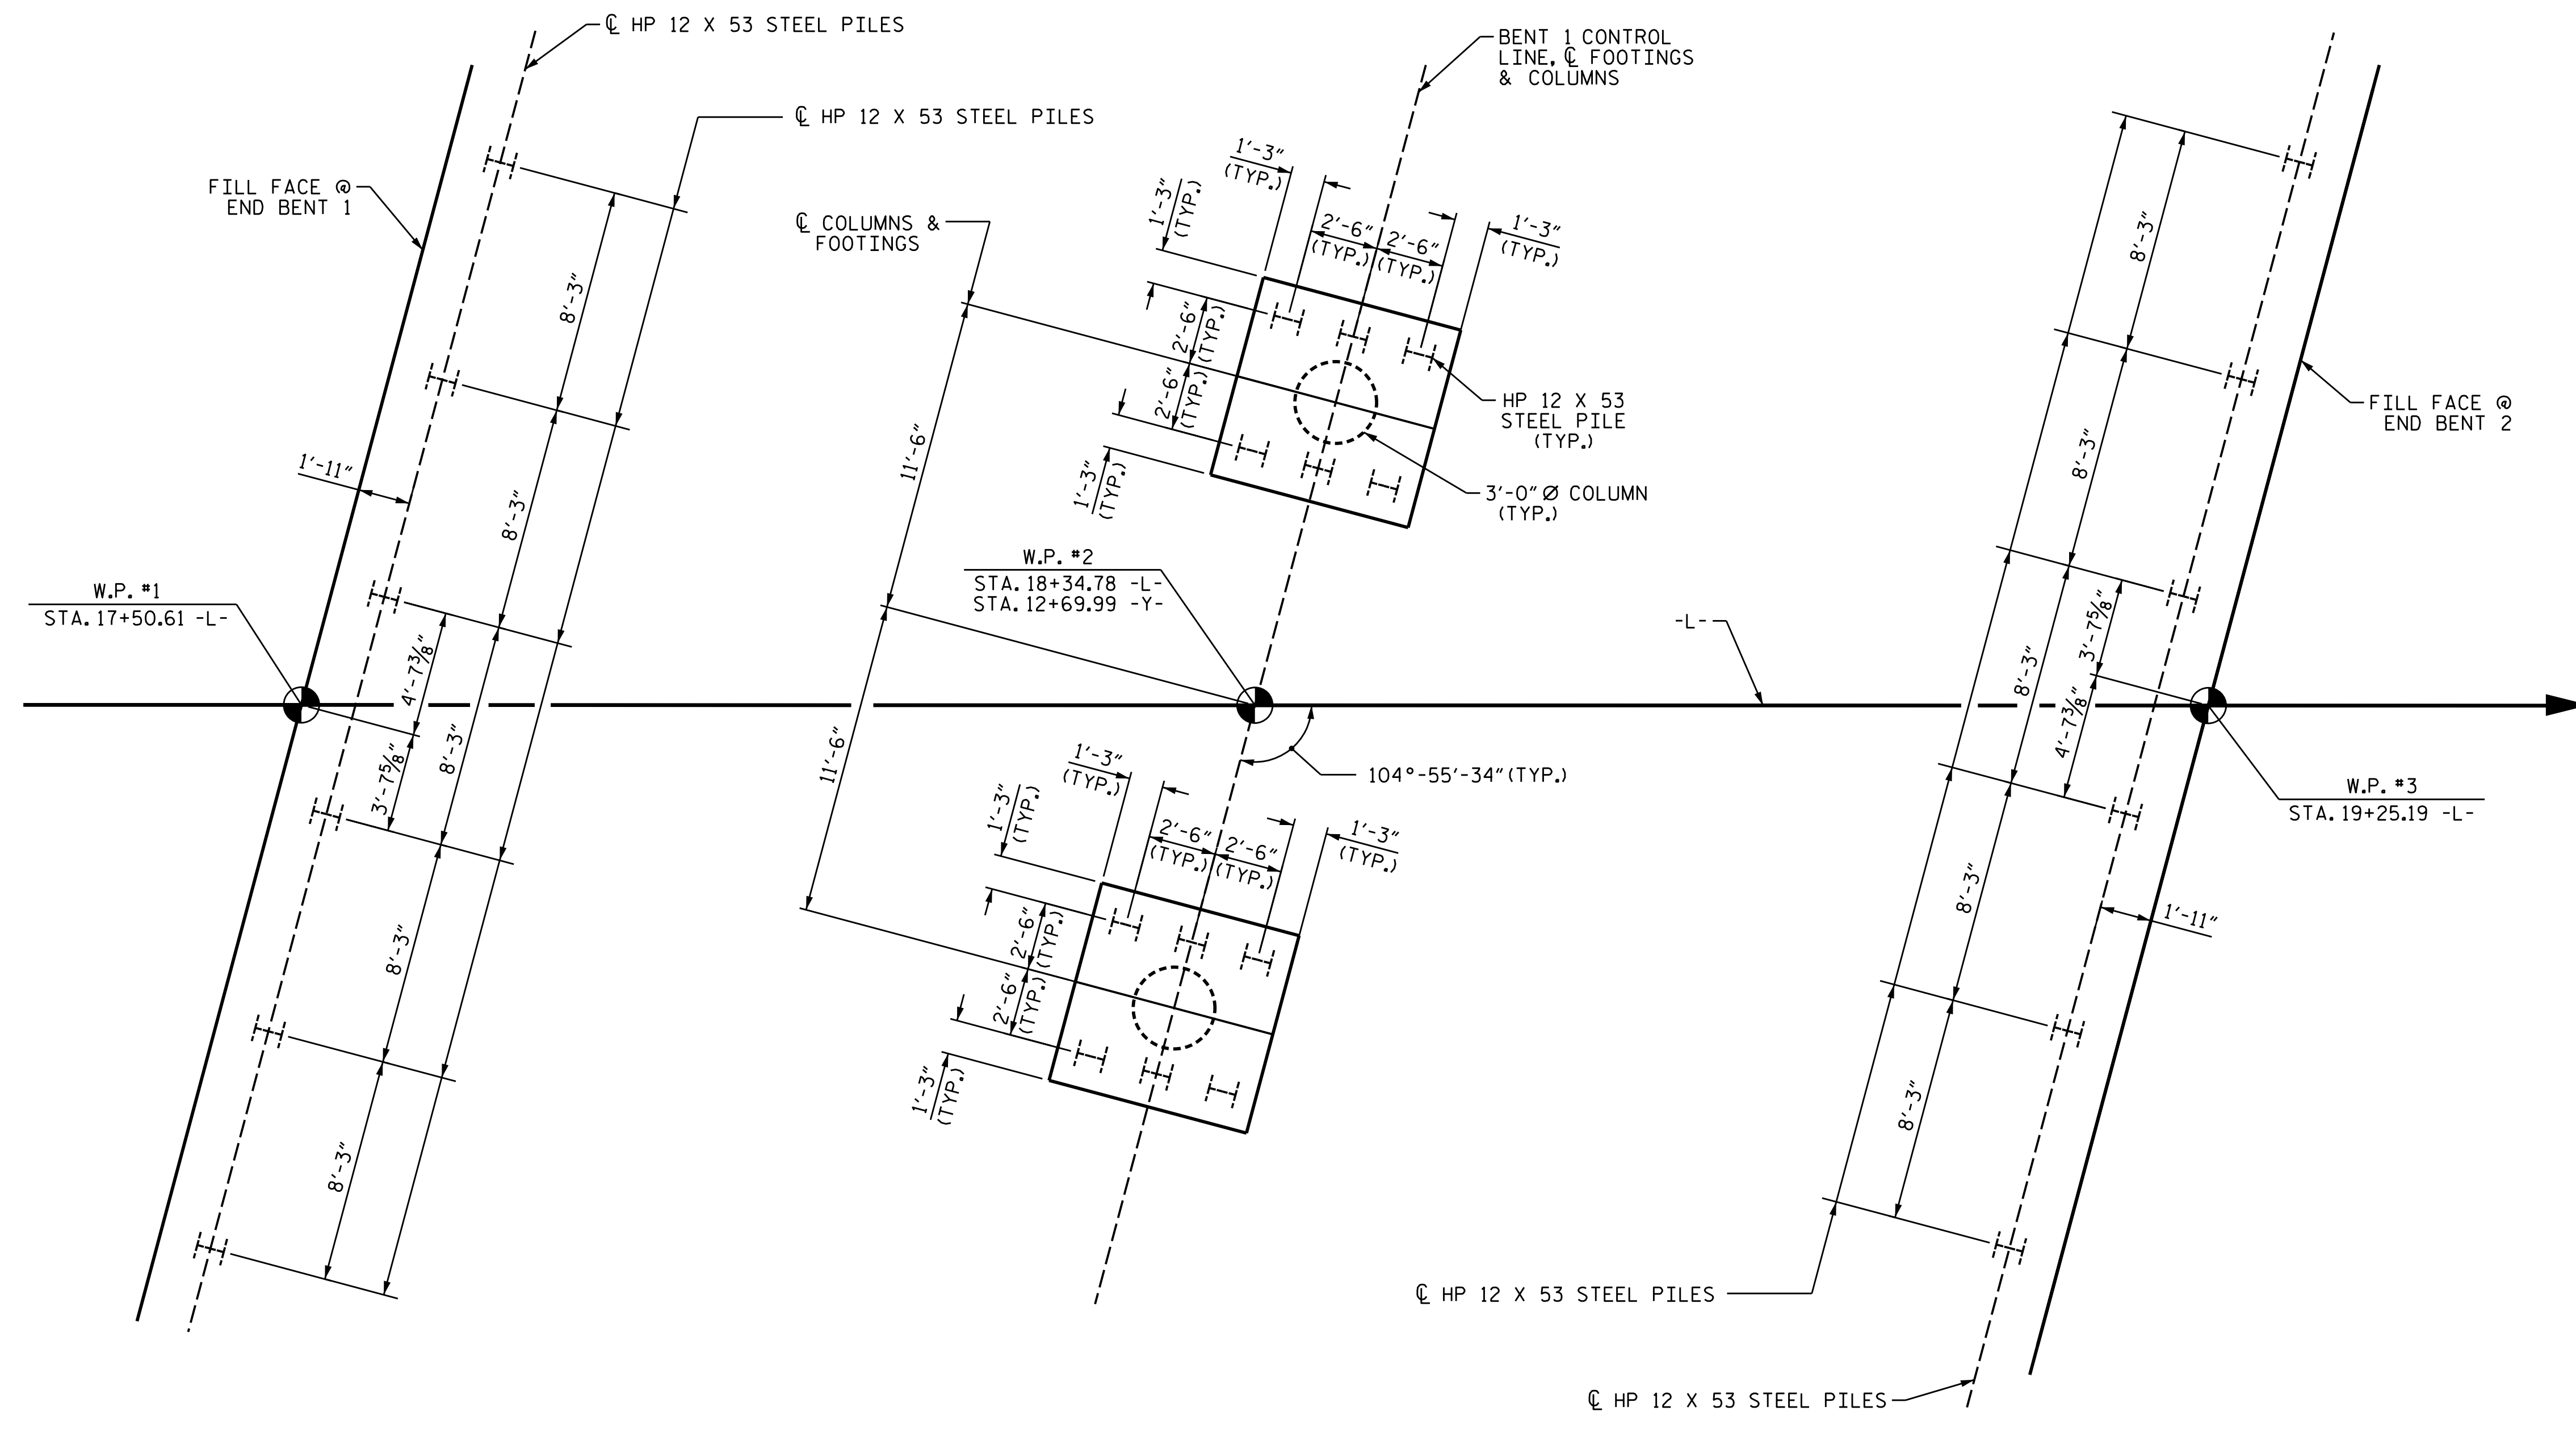 ℄ HP 12 X 53 STEEL PILES
℄ HP 12 X 53 STEEL PILES
FILL FACE @
END BENT 1
8'-3"
8'-3"
1'-11"
W.P. #1
STA. 17+50.61 -L-
4'-7⅜"
3'-7⅝"
8'-3"
8'-3"
8'-3"
BENT 1 CONTROL
LINE, ℄ FOOTINGS
& COLUMNS
℄ COLUMNS &
FOOTINGS
1'-3"
(TYP.)
1'-3"
(TYP.)
2'-6"
(TYP.)
2'-6"
(TYP.)
1'-3"
(TYP.)
2'-6"
(TYP.)
2'-6"
(TYP.)
1'-3"
(TYP.)
HP 12 X 53
STEEL PILE
(TYP.)
3'-0" Ø COLUMN
(TYP.)
11'-6"
11'-6"
W.P. #2
STA. 18+34.78 -L-
STA. 12+69.99 -Y-
-L-
104°-55'-34" (TYP.)
1'-3"
(TYP.)
1'-3"
(TYP.)
2'-6"
(TYP.)
2'-6"
(TYP.)
1'-3"
(TYP.)
2'-6"
(TYP.)
2'-6"
(TYP.)
1'-3"
(TYP.)
8'-3"
8'-3"
FILL FACE @
END BENT 2
3'-7⅝"
8'-3"
4'-7⅜"
W.P. #3
STA. 19+25.19 -L-
8'-3"
1'-11"
8'-3"
℄ HP 12 X 53 STEEL PILES
℄ HP 12 X 53 STEEL PILES